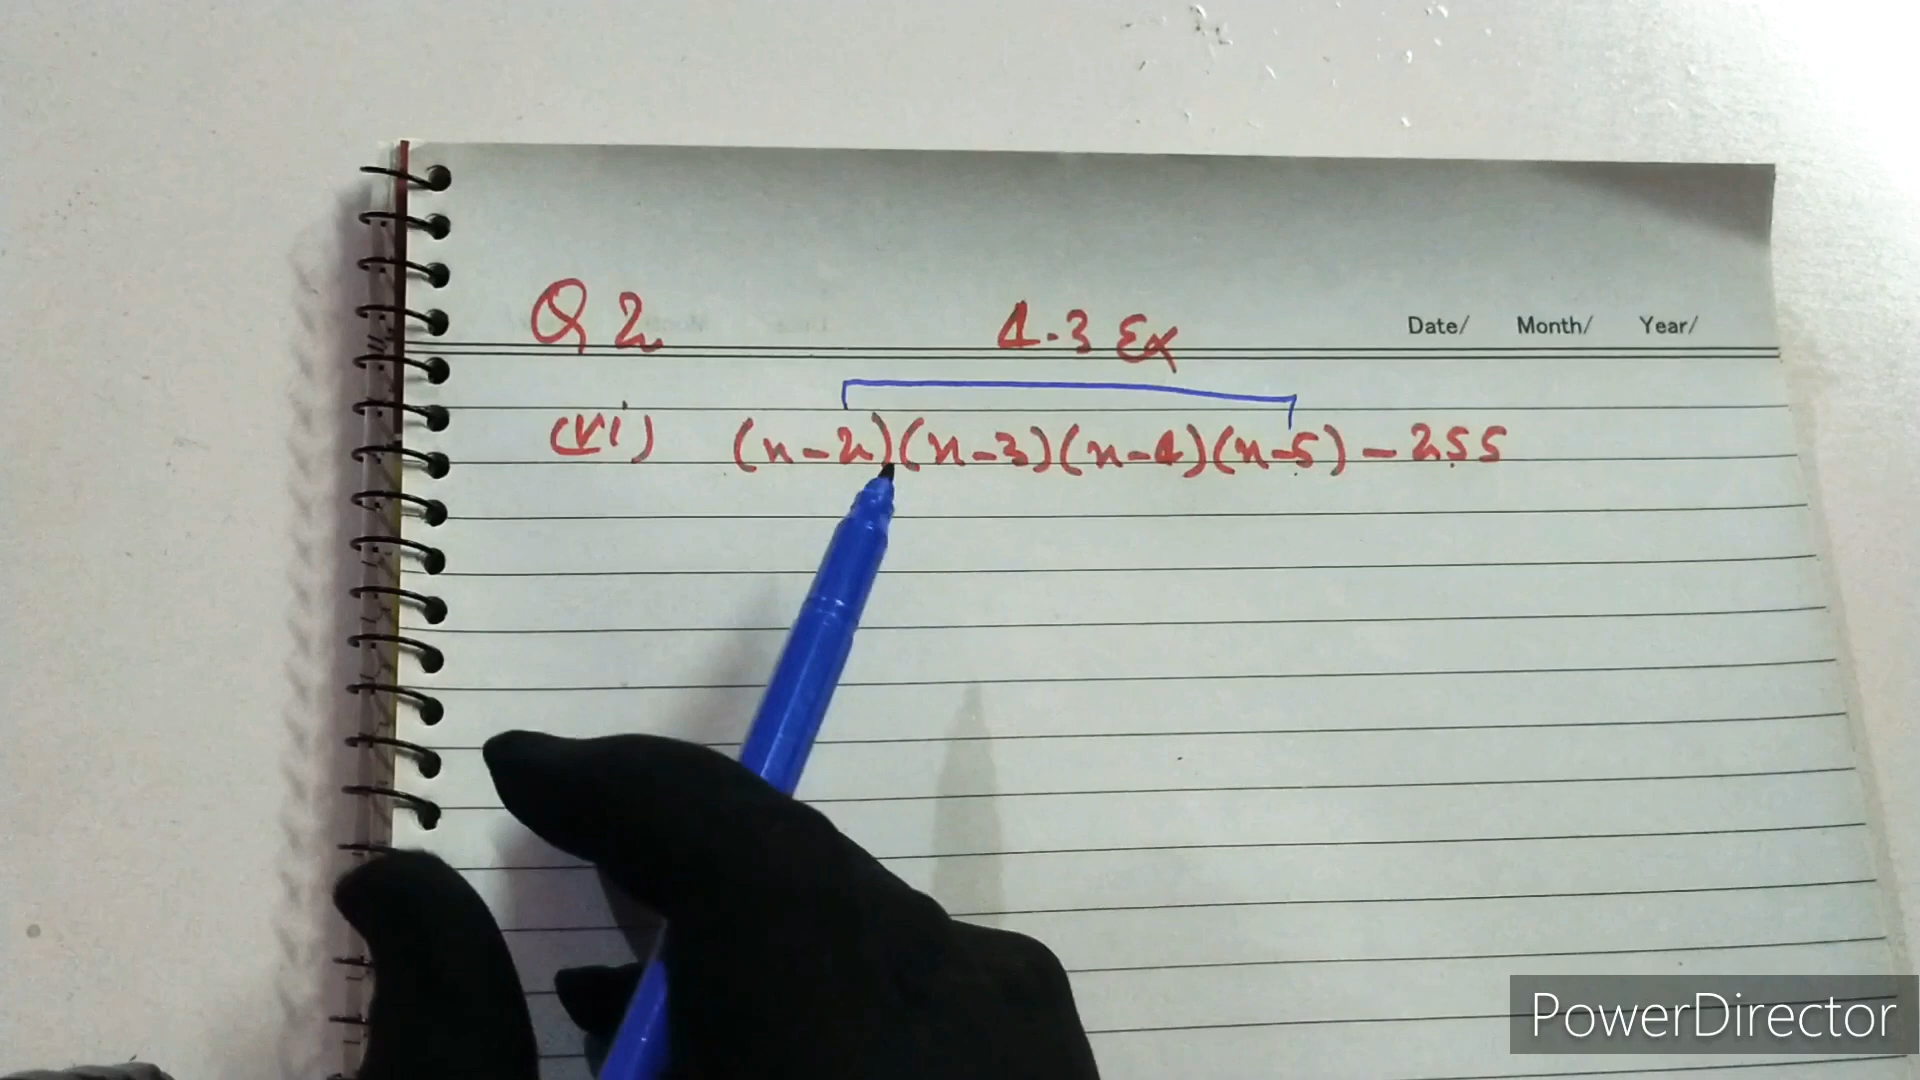 Q 2 4.3 Ex Date/ Month/ Year/
(vi) (x-2)(x-3)(x-4)(x-5) - 255
PowerDirector